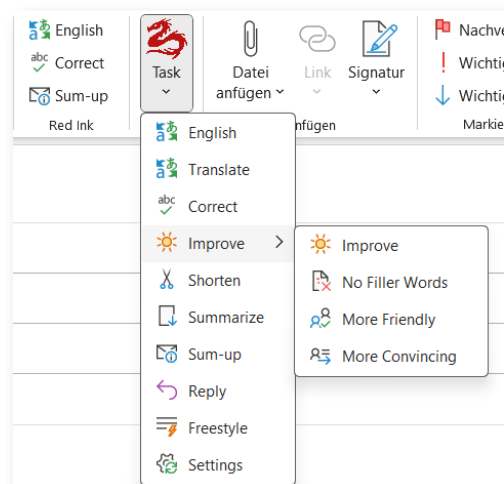 English
Correct
Sum-up
Red Ink
Task
Datei
anfügen
Link
Signatur
nfügen
Nachve
Wichtig
Wichtig
Markie
English
Translate
Correct
Improve
Shorten
Summarize
Sum-up
Reply
Freestyle
Settings
Improve
No Filler Words
More Friendly
More Convincing